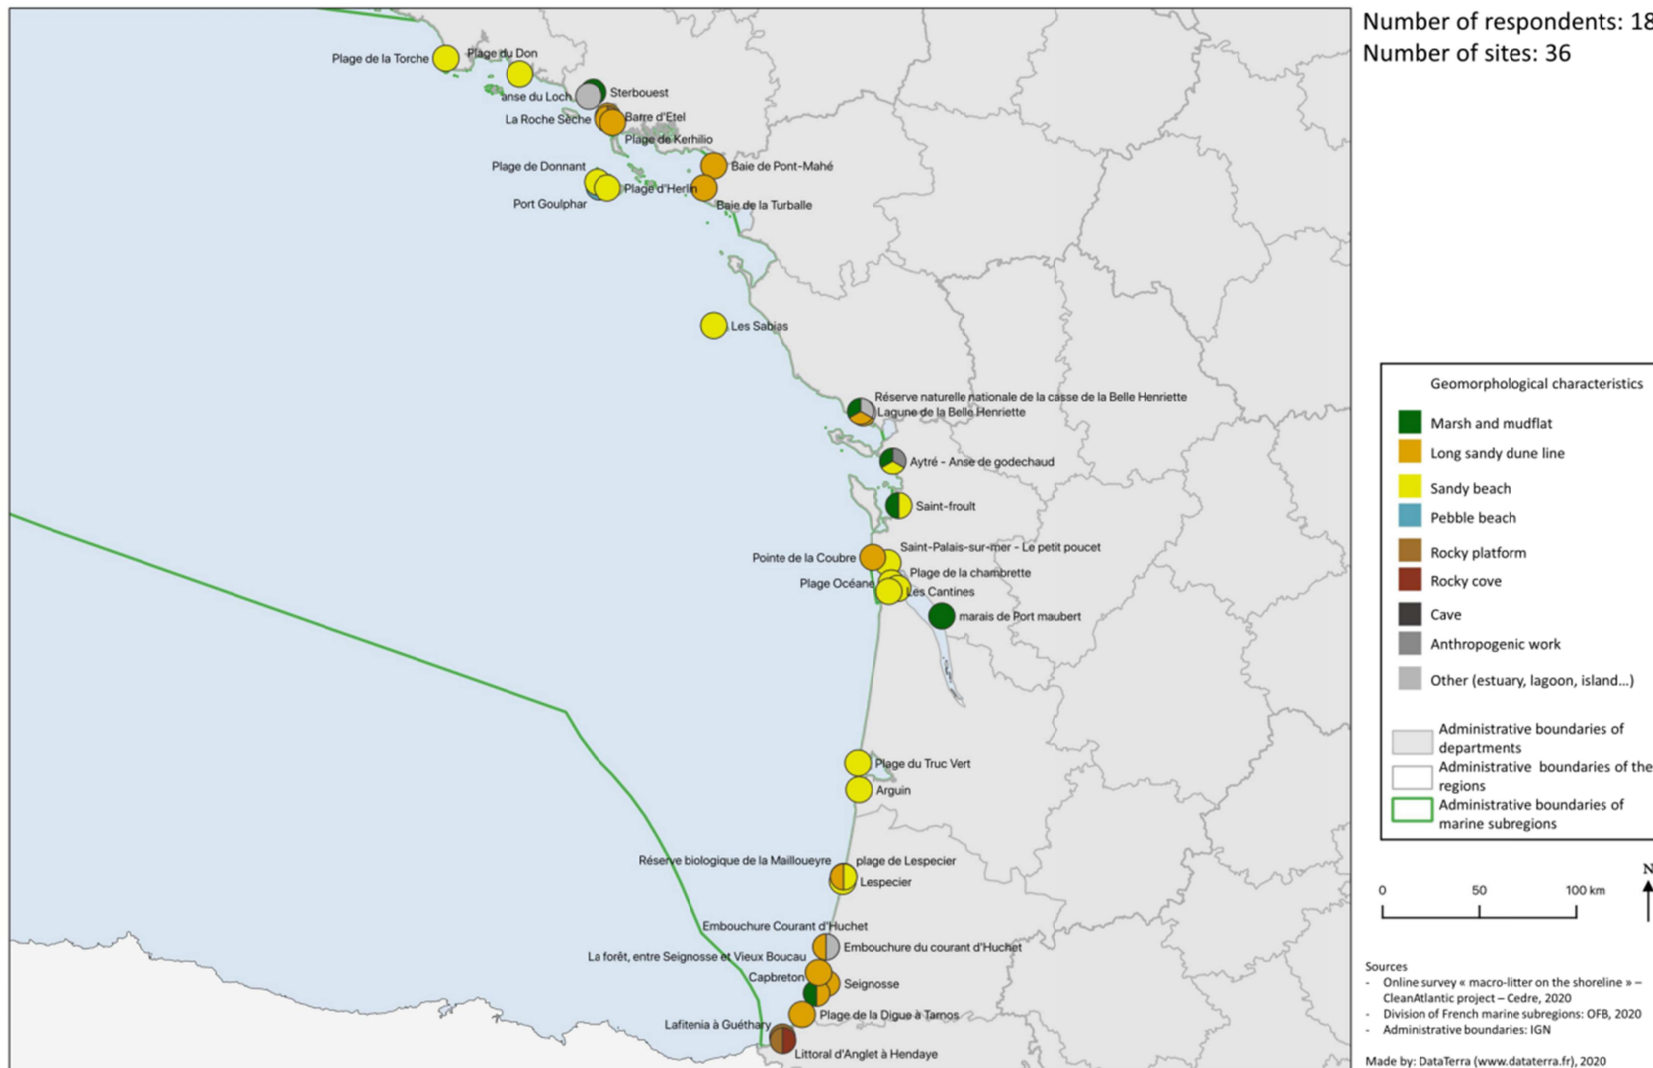 Number of respondents: 18
Number of sites: 36
Plage de la Torche
Plage du Don
anse du Loch
Sterbouest
La Roche Sèche
Barre d'Etel
Plage de Kerhilio
Plage de Donnant
Plage d'Herlin
Port Goulphar
Baie de Pont-Mahé
Baie de la Turballe
Les Sabias
Réserve naturelle nationale de la casse de la Belle Henriette
Lagune de la Belle Henriette
Aytré - Anse de godechaud
Saint-froult
Pointe de la Coubre
Saint-Palais-sur-mer - Le petit poucet
Plage de la chambrette
Plage Océane
Les Cantines
marais de Port maubert
Plage du Truc Vert
Arguin
Réserve biologique de la Mailloueyre
plage de Lespecier
Lespecier
Embouchure Courant d'Huchet
Embouchure du courant d'Huchet
La forêt, entre Seignosse et Vieux Boucau
Capbreton
Seignosse
Plage de la Digue à Tarnos
Lafitenia à Guéthary
Littoral d'Anglet à Hendaye
Geomorphological characteristics
Marsh and mudflat
Long sandy dune line
Sandy beach
Pebble beach
Rocky platform
Rocky cove
Cave
Anthropogenic work
Other (estuary, lagoon, island...)
Administrative boundaries of
departments
Administrative boundaries of the
regions
Administrative boundaries of
marine subregions
0 50 100 km
N
Sources
- Online survey « macro-litter on the shoreline » –
CleanAtlantic project – Cedre, 2020
- Division of French marine subregions: OFB, 2020
- Administrative boundaries: IGN
Made by: DataTerra (www.dataterra.fr), 2020